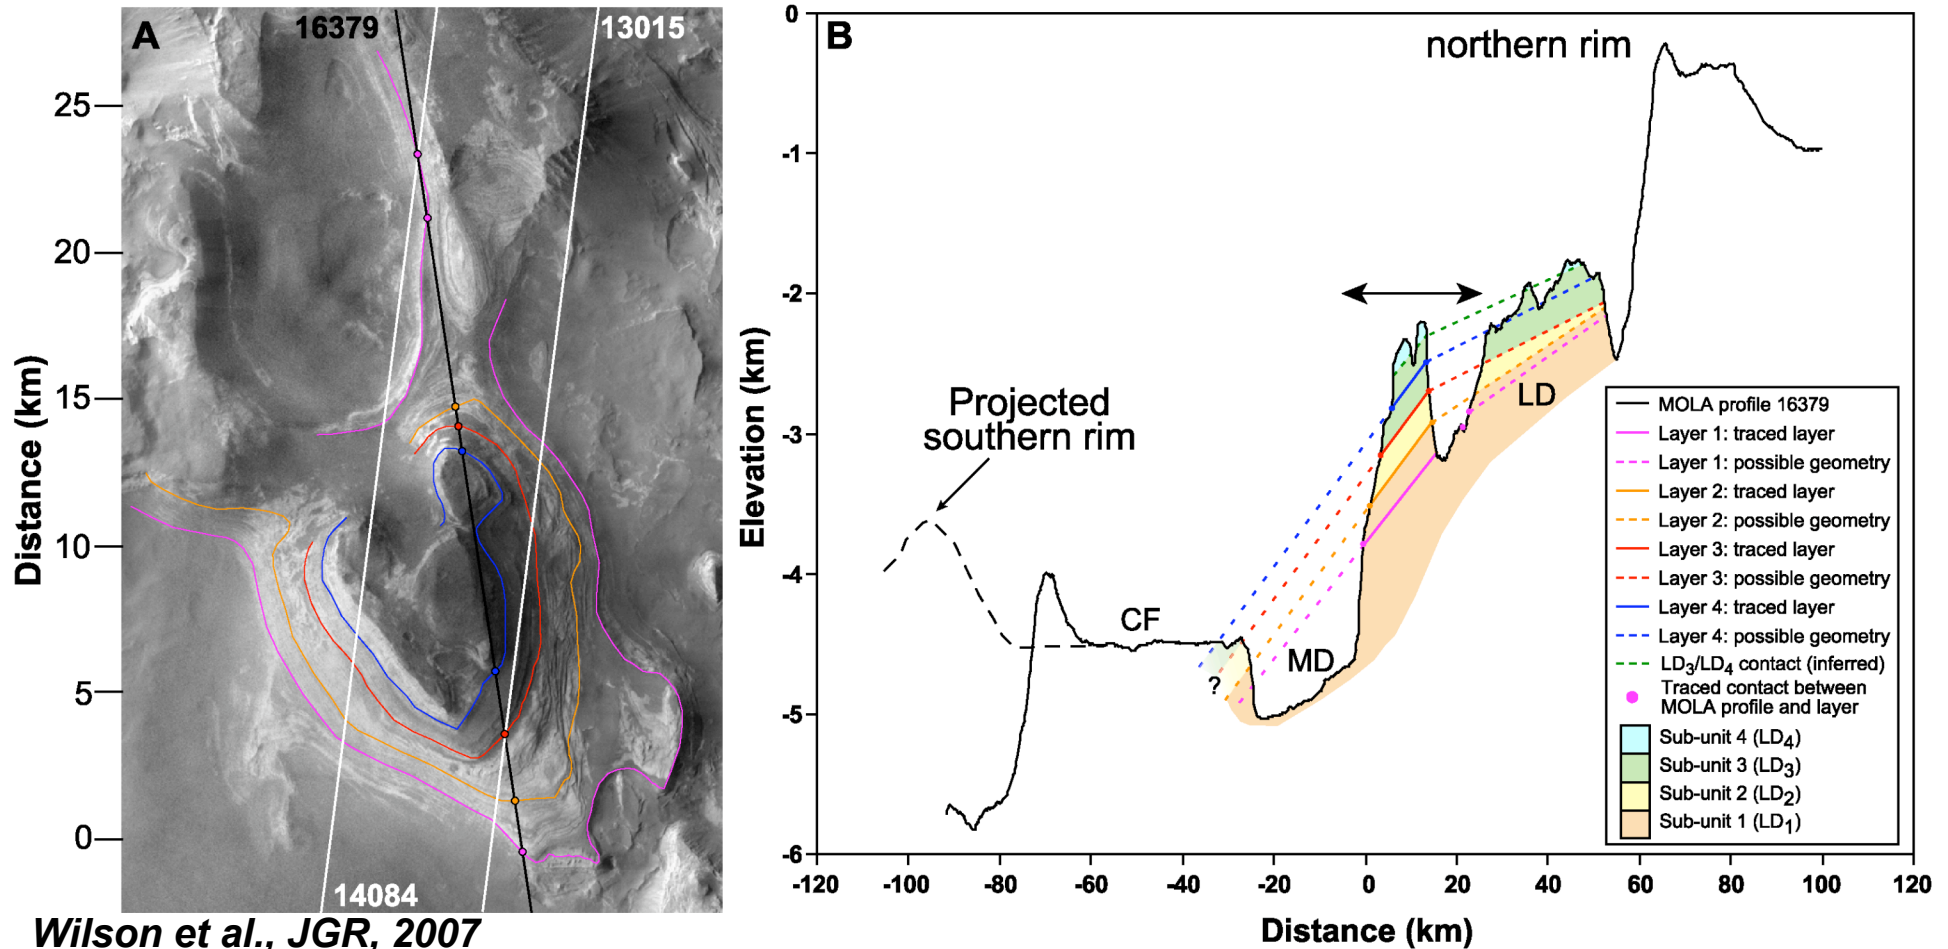 A
16379
13015
25
20
15
10
5
0
Distance (km)
14084
Wilson et al., JGR, 2007
B
northern rim
0
-1
-2
-3
-4
-5
-6
Elevation (km)
Projected
southern rim
CF
MD
LD
?
-120 -100 -80 -60 -40 -20 0 20 40 60 80 100 120
Distance (km)
MOLA profile 16379
Layer 1: traced layer
Layer 1: possible geometry
Layer 2: traced layer
Layer 2: possible geometry
Layer 3: traced layer
Layer 3: possible geometry
Layer 4: traced layer
Layer 4: possible geometry
LD3/LD4 contact (inferred)
Traced contact between
MOLA profile and layer
Sub-unit 4 (LD4)
Sub-unit 3 (LD3)
Sub-unit 2 (LD2)
Sub-unit 1 (LD1)